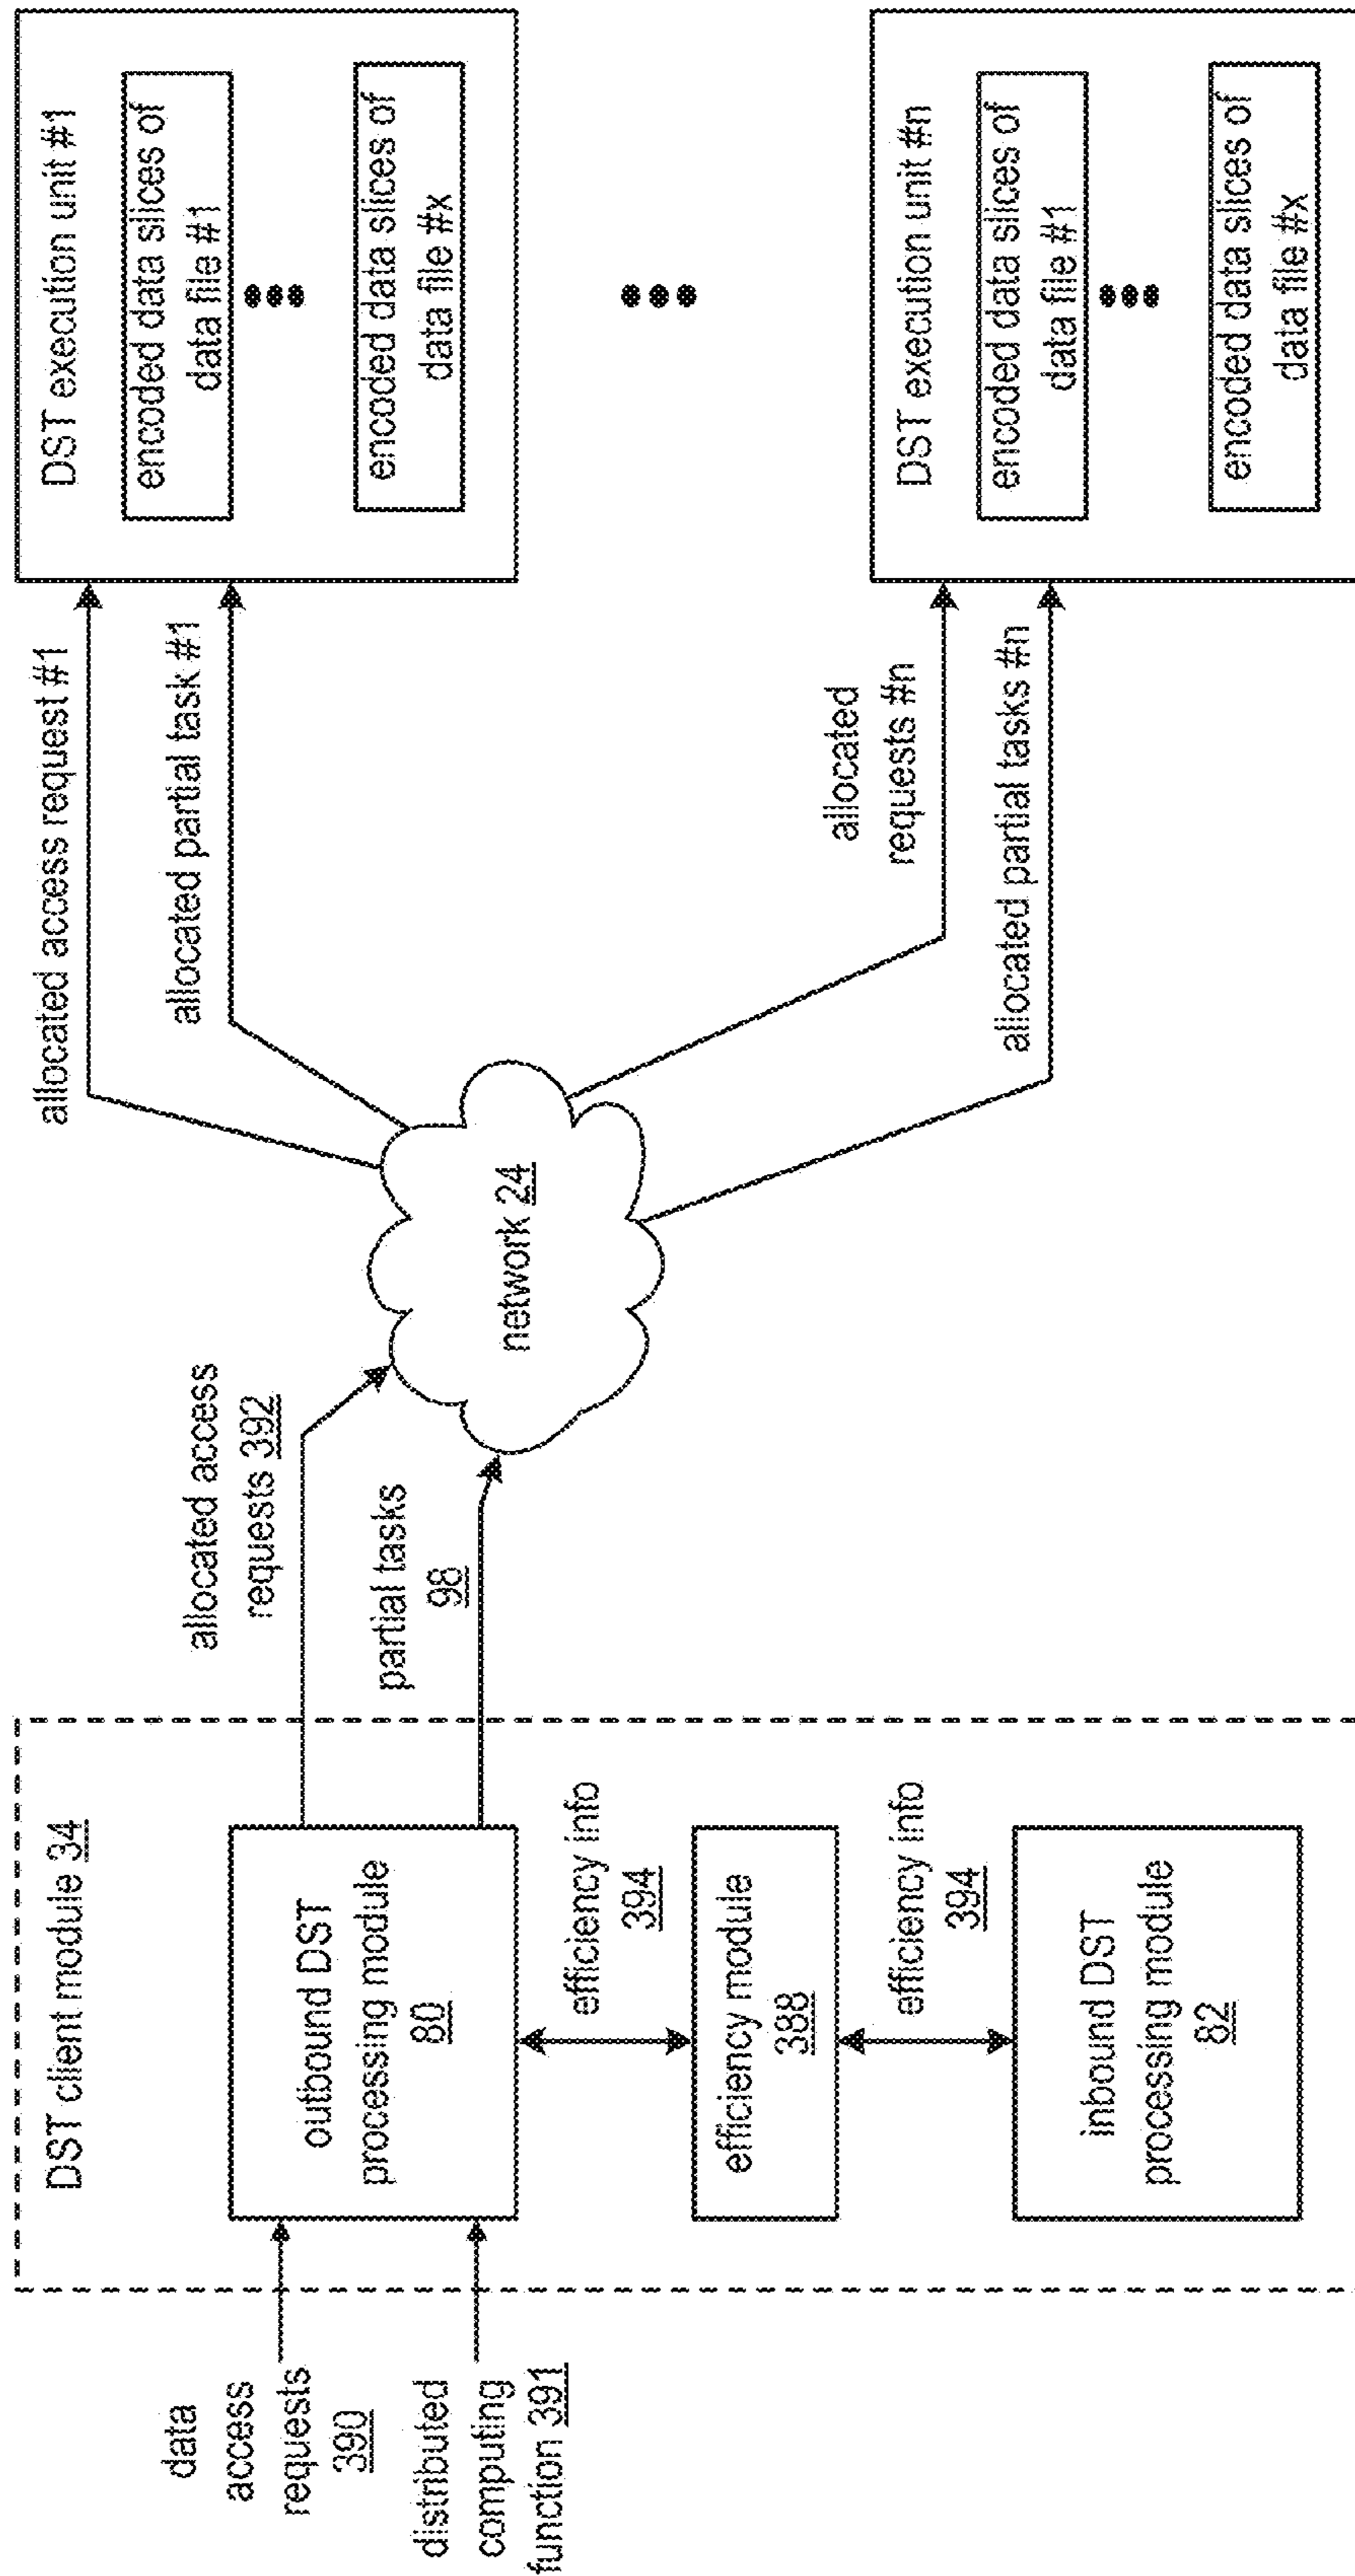 data
access
requests
390
distributed
computing
function 391
DST client module 34
outbound DST
processing module
80
efficiency info
394
efficiency module
388
efficiency info
394
inbound DST
processing module
82
allocated access
requests 392
partial tasks
98
network 24
allocated access request #1
allocated partial task #1
allocated
requests #n
allocated partial tasks #n
DST execution unit #1
encoded data slices of
data file #1
encoded data slices of
data file #x
DST execution unit #n
encoded data slices of
data file #1
encoded data slices of
data file #x